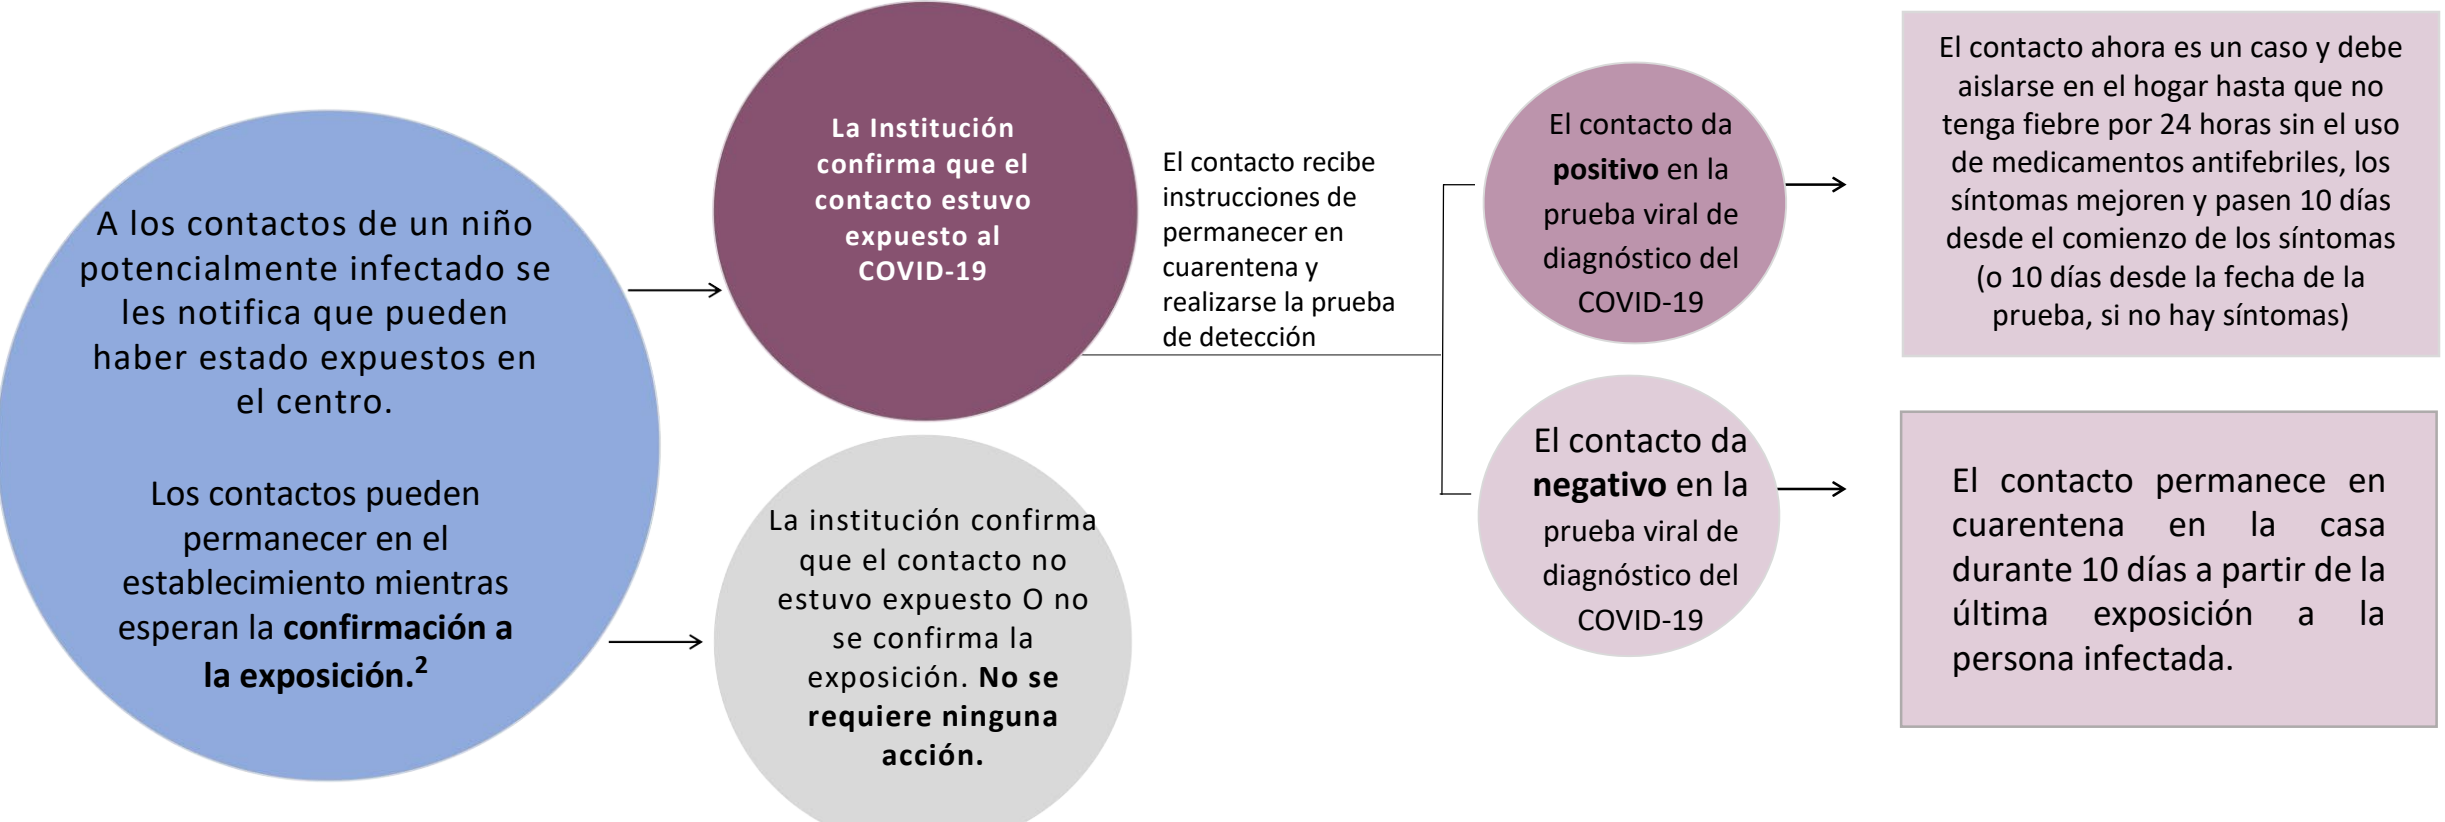 A los contactos de un niño
potencialmente infectado se
les notifica que pueden
haber estado expuestos en
el centro.
Los contactos pueden
permanecer en el
establecimiento mientras
esperan la confirmación a
la exposición.²
La Institución
confirma que el
contacto estuvo
expuesto al
COVID-19
La institución confirma
que el contacto no
estuvo expuesto O no
se confirma la
exposición. No se
requiere ninguna
acción.
El contacto recibe
instrucciones de
permanecer en
cuarentena y
realizarse la prueba
de detección
El contacto da
positivo en la
prueba viral de
diagnóstico del
COVID-19
El contacto ahora es un caso y debe
aislarse en el hogar hasta que no
tenga fiebre por 24 horas sin el uso
de medicamentos antifebriles, los
síntomas mejoren y pasen 10 días
desde el comienzo de los síntomas
(o 10 días desde la fecha de la
prueba, si no hay síntomas)
El contacto da
negativo en la
prueba viral de
diagnóstico del
COVID-19
El contacto permanece en
cuarentena en la casa
durante 10 días a partir de la
última exposición a la
persona infectada.